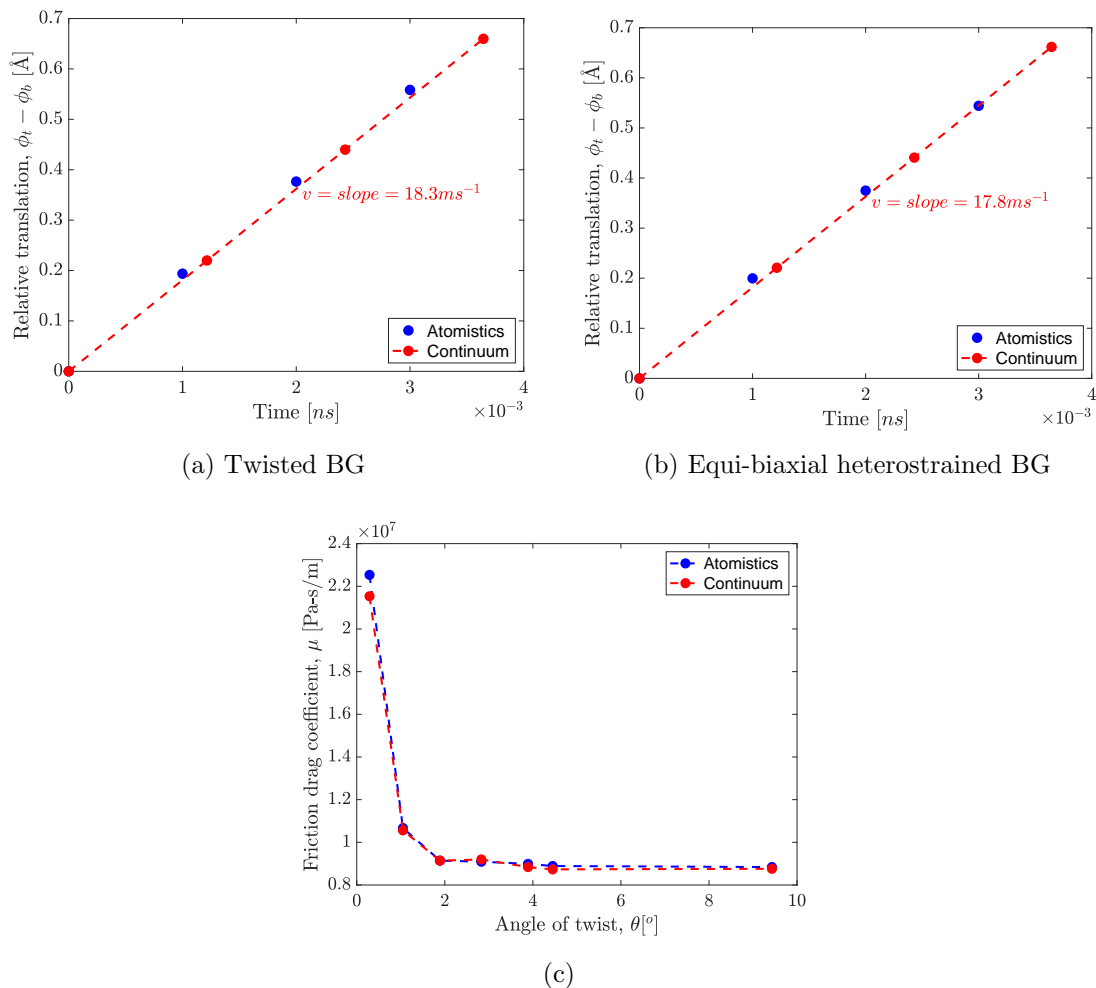 0.7
0.6
0.5
0.4
0.3
0.2
0.1
0
Relative translation, ϕ_t − ϕ_b [Å]
v = slope = 18.3ms⁻¹
Atomistics
Continuum
0 1 2 3 4
Time [ns]
×10⁻³
(a) Twisted BG
0.7
0.6
0.5
0.4
0.3
0.2
0.1
0
Relative translation, ϕ_t − ϕ_b [Å]
v = slope = 17.8ms⁻¹
Atomistics
Continuum
0 1 2 3 4
Time [ns]
×10⁻³
(b) Equi-biaxial heterostrained BG
×10⁷
2.4
2.2
2
1.8
1.6
1.4
1.2
1
0.8
Friction drag coefficient, μ [Pa-s/m]
Atomistics
Continuum
0 2 4 6 8 10
Angle of twist, θ[°]
(c)